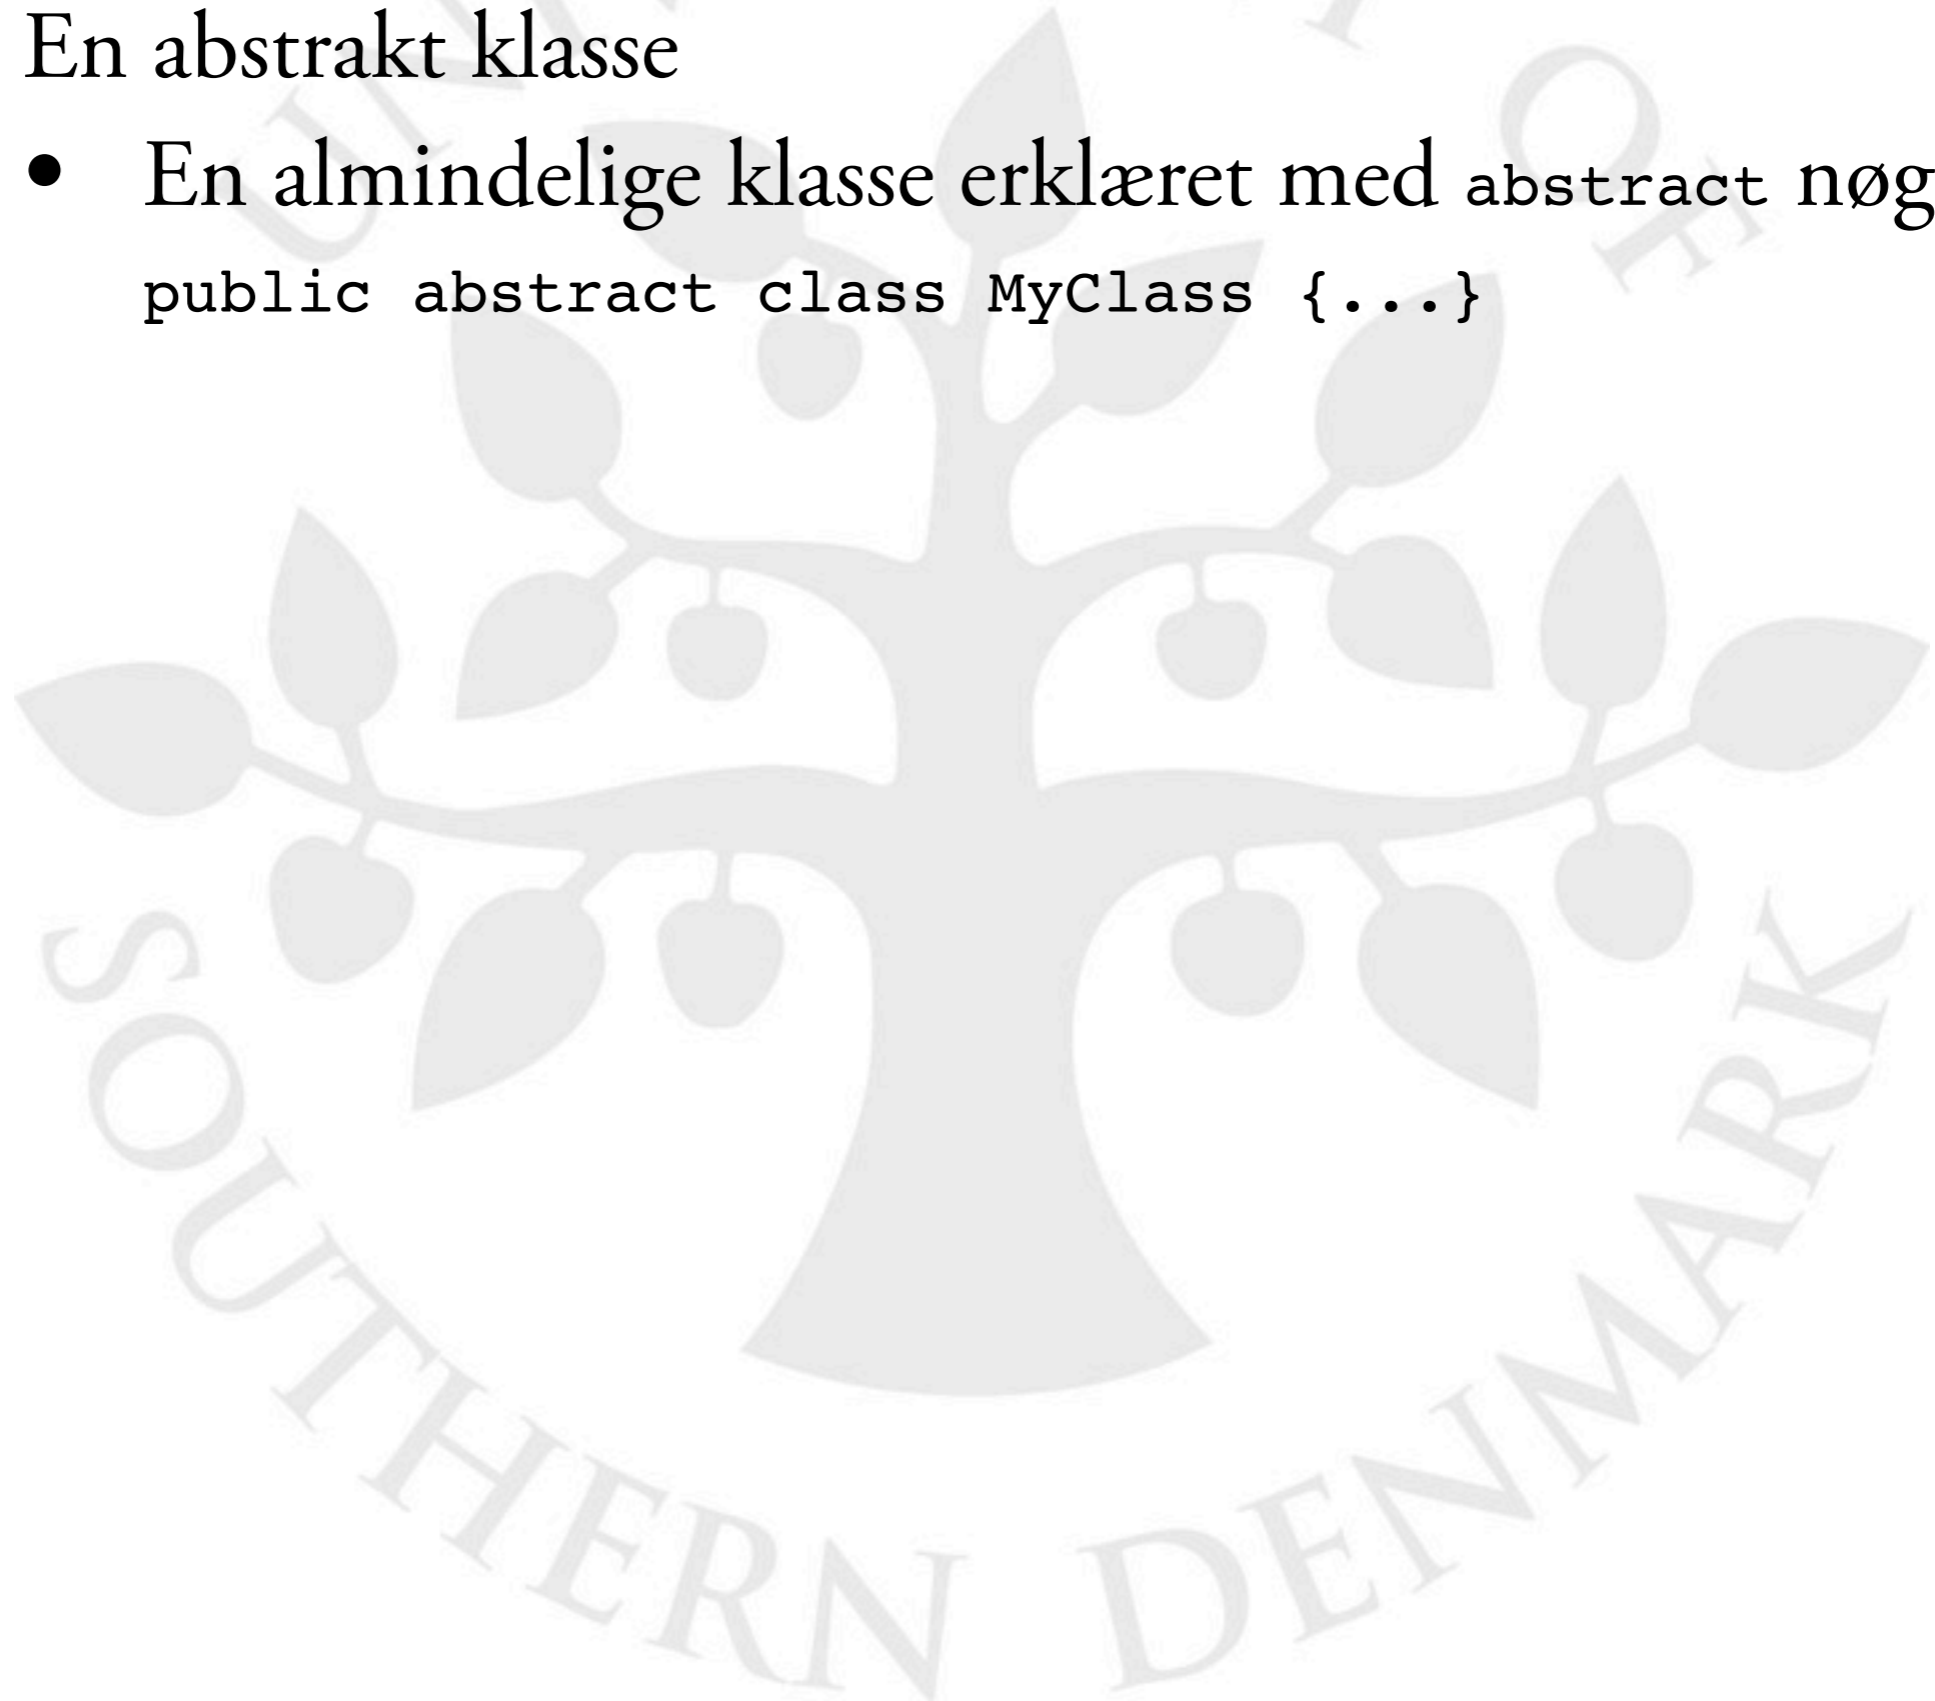 En abstrakt klasse
• En almindelige klasse erklæret med abstract nøg
public abstract class MyClass {...}
SOUTHERN DENMARK